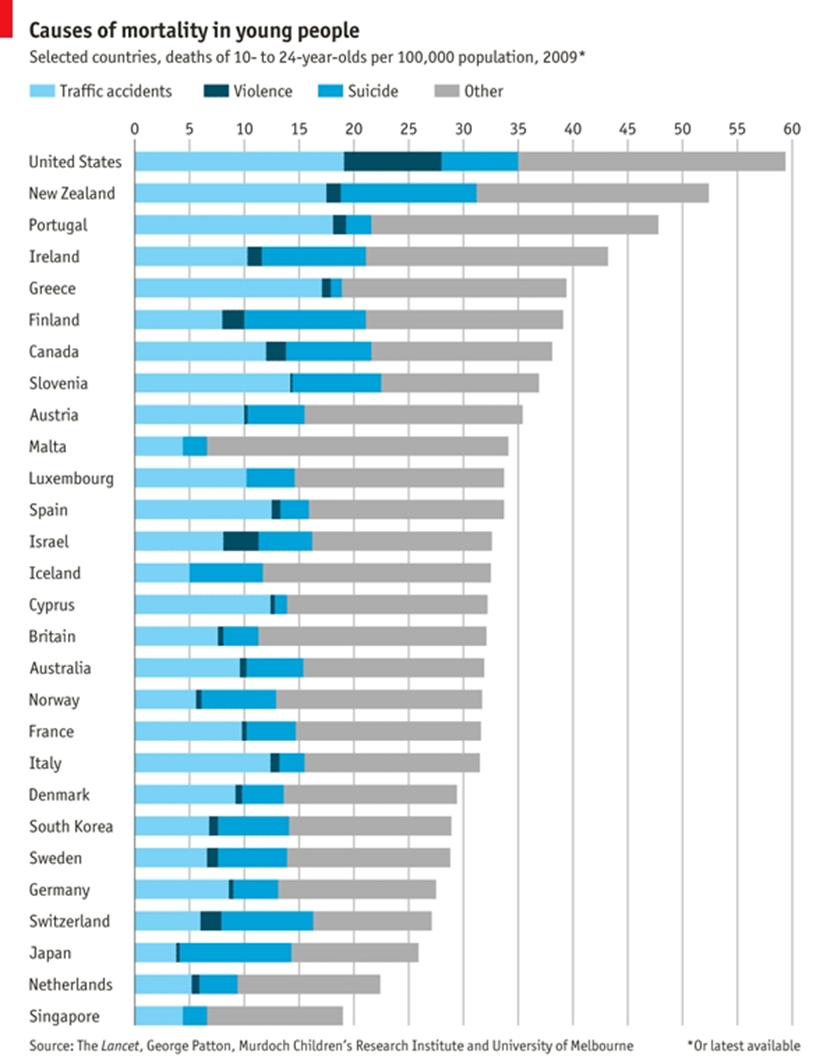 Causes of mortality in young people
Selected countries, deaths of 10- to 24-year-olds per 100,000 population, 2009*
Traffic accidents Violence Suicide Other
0 5 10 15 20 25 30 35 40 45 50 55 60
United States
New Zealand
Portugal
Ireland
Greece
Finland
Canada
Slovenia
Austria
Malta
Luxembourg
Spain
Israel
Iceland
Cyprus
Britain
Australia
Norway
France
Italy
Denmark
South Korea
Sweden
Germany
Switzerland
Japan
Netherlands
Singapore
Source: The Lancet, George Patton, Murdoch Children's Research Institute and University of Melbourne *Or latest available